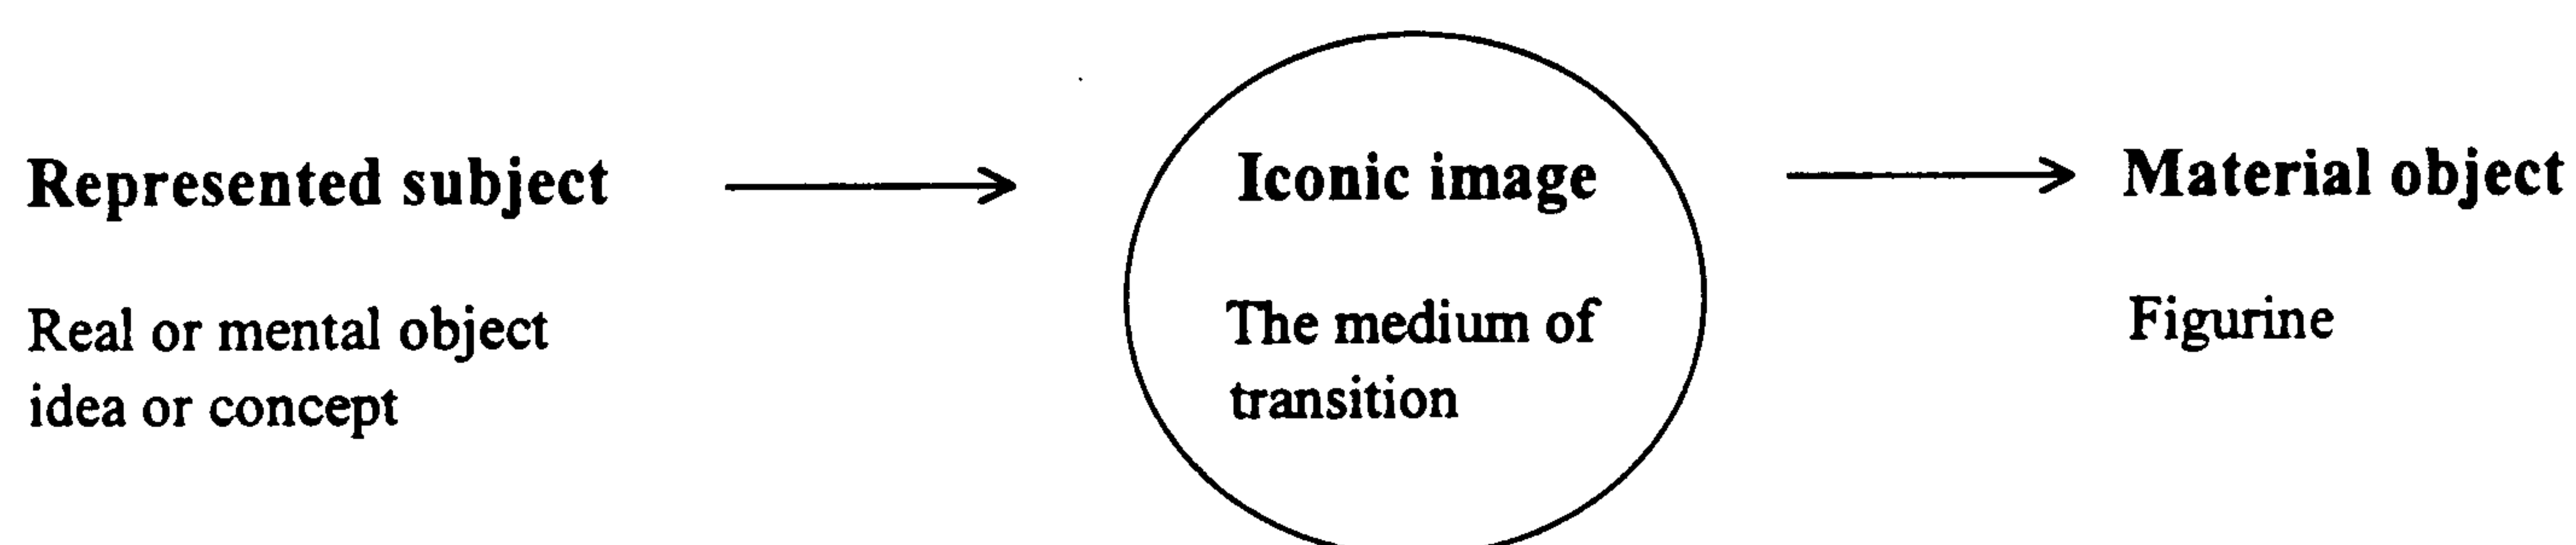 Represented subject
Real or mental object
idea or concept
Iconic image
The medium of
transition
Material object
Figurine